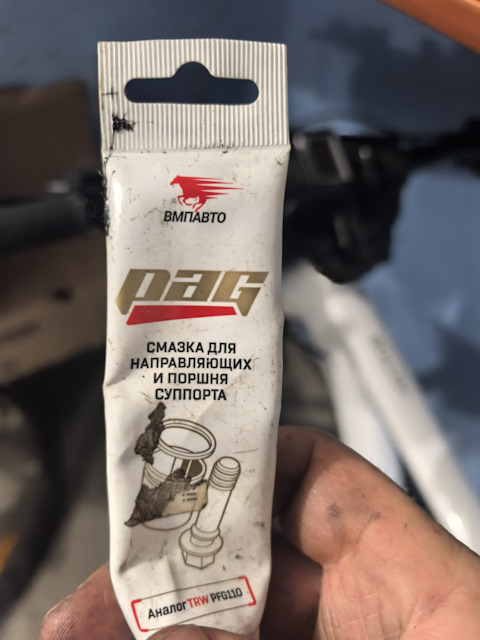 ВМПАВТО
PAG
СМАЗКА ДЛЯ
НАПРАВЛЯЮЩИХ
И ПОРШНЯ
СУППОРТА
Аналог TRW PFG110